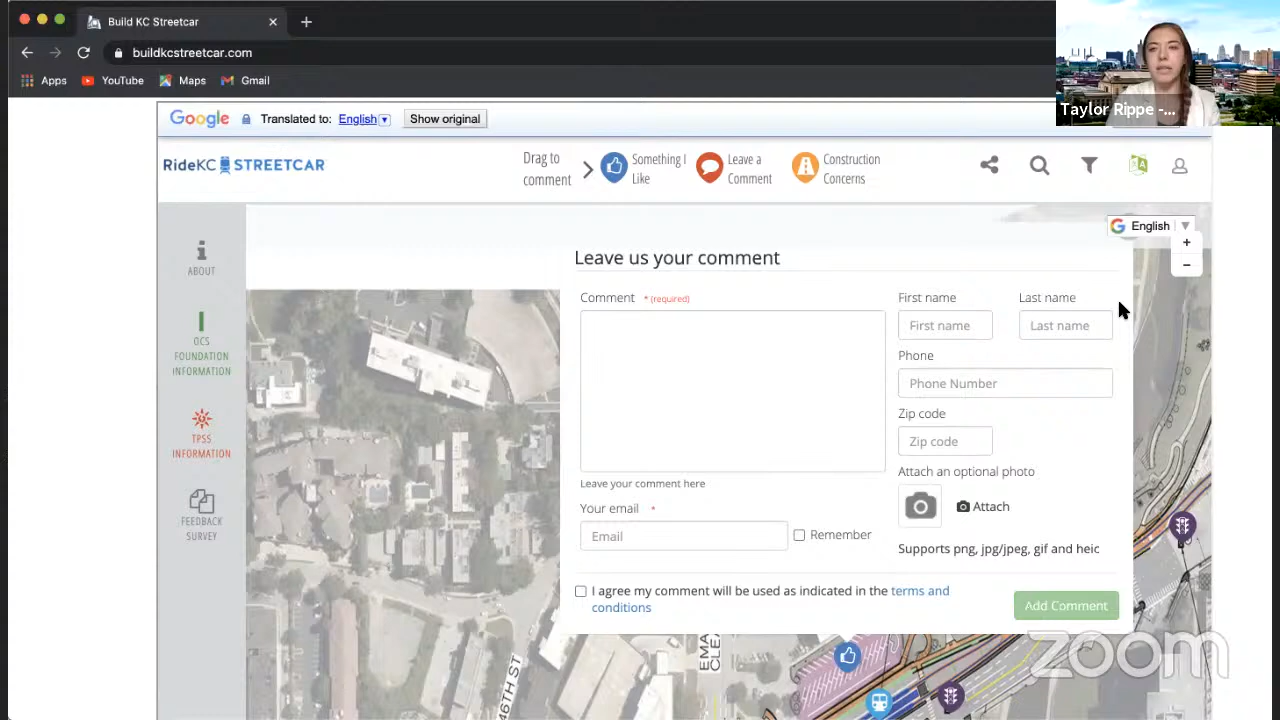 Build KC Streetcar
buildkcstreetcar.com
Apps YouTube Maps Gmail
Taylor Rippe -...
Google Translated to: English Show original
RideKC STREETCAR
Drag to
comment
Something I
Like
Leave a
Comment
Construction
Concerns
English
+
−
ABOUT
OCS
FOUNDATION
INFORMATION
TPSS
INFORMATION
FEEDBACK
SURVEY
Leave us your comment
Comment * (required)
Leave your comment here
Your email *
Email
Remember
First name Last name
First name Last name
Phone
Phone Number
Zip code
Zip code
Attach an optional photo
Attach
Supports png, jpg/jpeg, gif and heic
I agree my comment will be used as indicated in the terms and
conditions
Add Comment
46TH ST
zoom